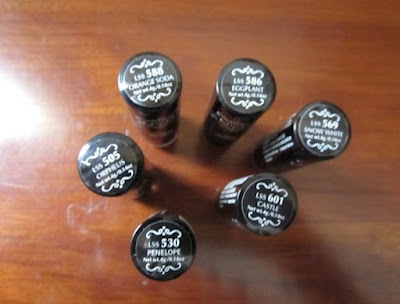 LSS 588
ORANGE SODA
Net wt.4g/0.14oz
LSS 586
EGGPLANT
Net wt.4g/0.14oz
LSS 569
SNOW WHITE
Net wt.4g/0.14oz
LSS 505
ORPHEUS
Net wt.4g/0.14oz
LSS 601
CASTLE
Net wt.4g/0.14oz
LSS 530
PENELOPE
Net wt.4g/0.14oz